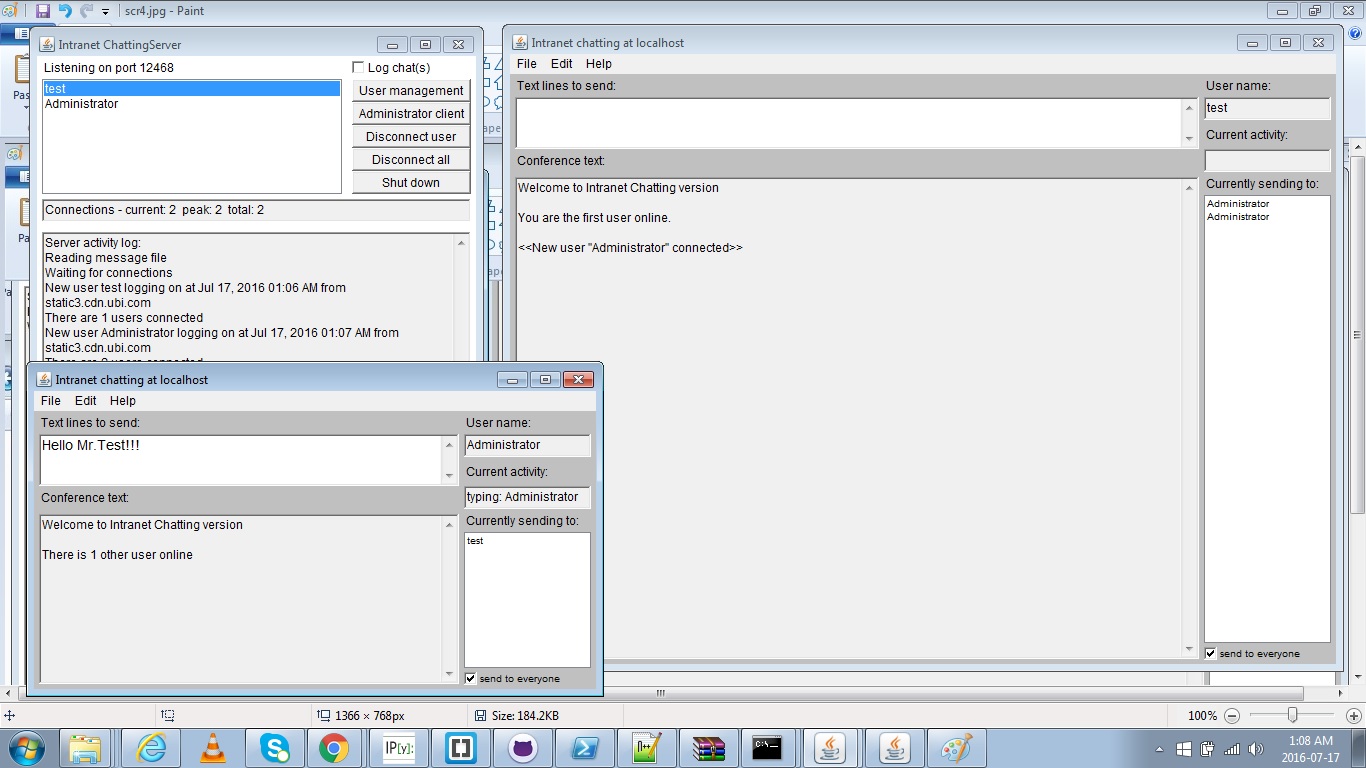 scr4.jpg - Paint
Intranet ChattingServer
Listening on port 12468
Log chat(s)
test
Administrator
User management
Administrator client
Disconnect user
Disconnect all
Shut down
Connections - current: 2 peak: 2 total: 2
Server activity log:
Reading message file
Waiting for connections
New user test logging on at Jul 17, 2016 01:06 AM from
static3.cdn.ubi.com
There are 1 users connected
New user Administrator logging on at Jul 17, 2016 01:07 AM from
static3.cdn.ubi.com
Intranet chatting at localhost
File Edit Help
Text lines to send:
User name:
test
Current activity:
Conference text:
Currently sending to:
Welcome to Intranet Chatting version
Administrator
Administrator
You are the first user online.
<<New user "Administrator" connected>>
send to everyone
Intranet chatting at localhost
File Edit Help
Text lines to send:
User name:
Hello Mr.Test!!!
Administrator
Current activity:
typing: Administrator
Conference text:
Currently sending to:
Welcome to Intranet Chatting version
test
There is 1 other user online
send to everyone
1366 × 768px
Size: 184.2KB
100%
IP[y]:
C:\
1:08 AM
2016-07-17